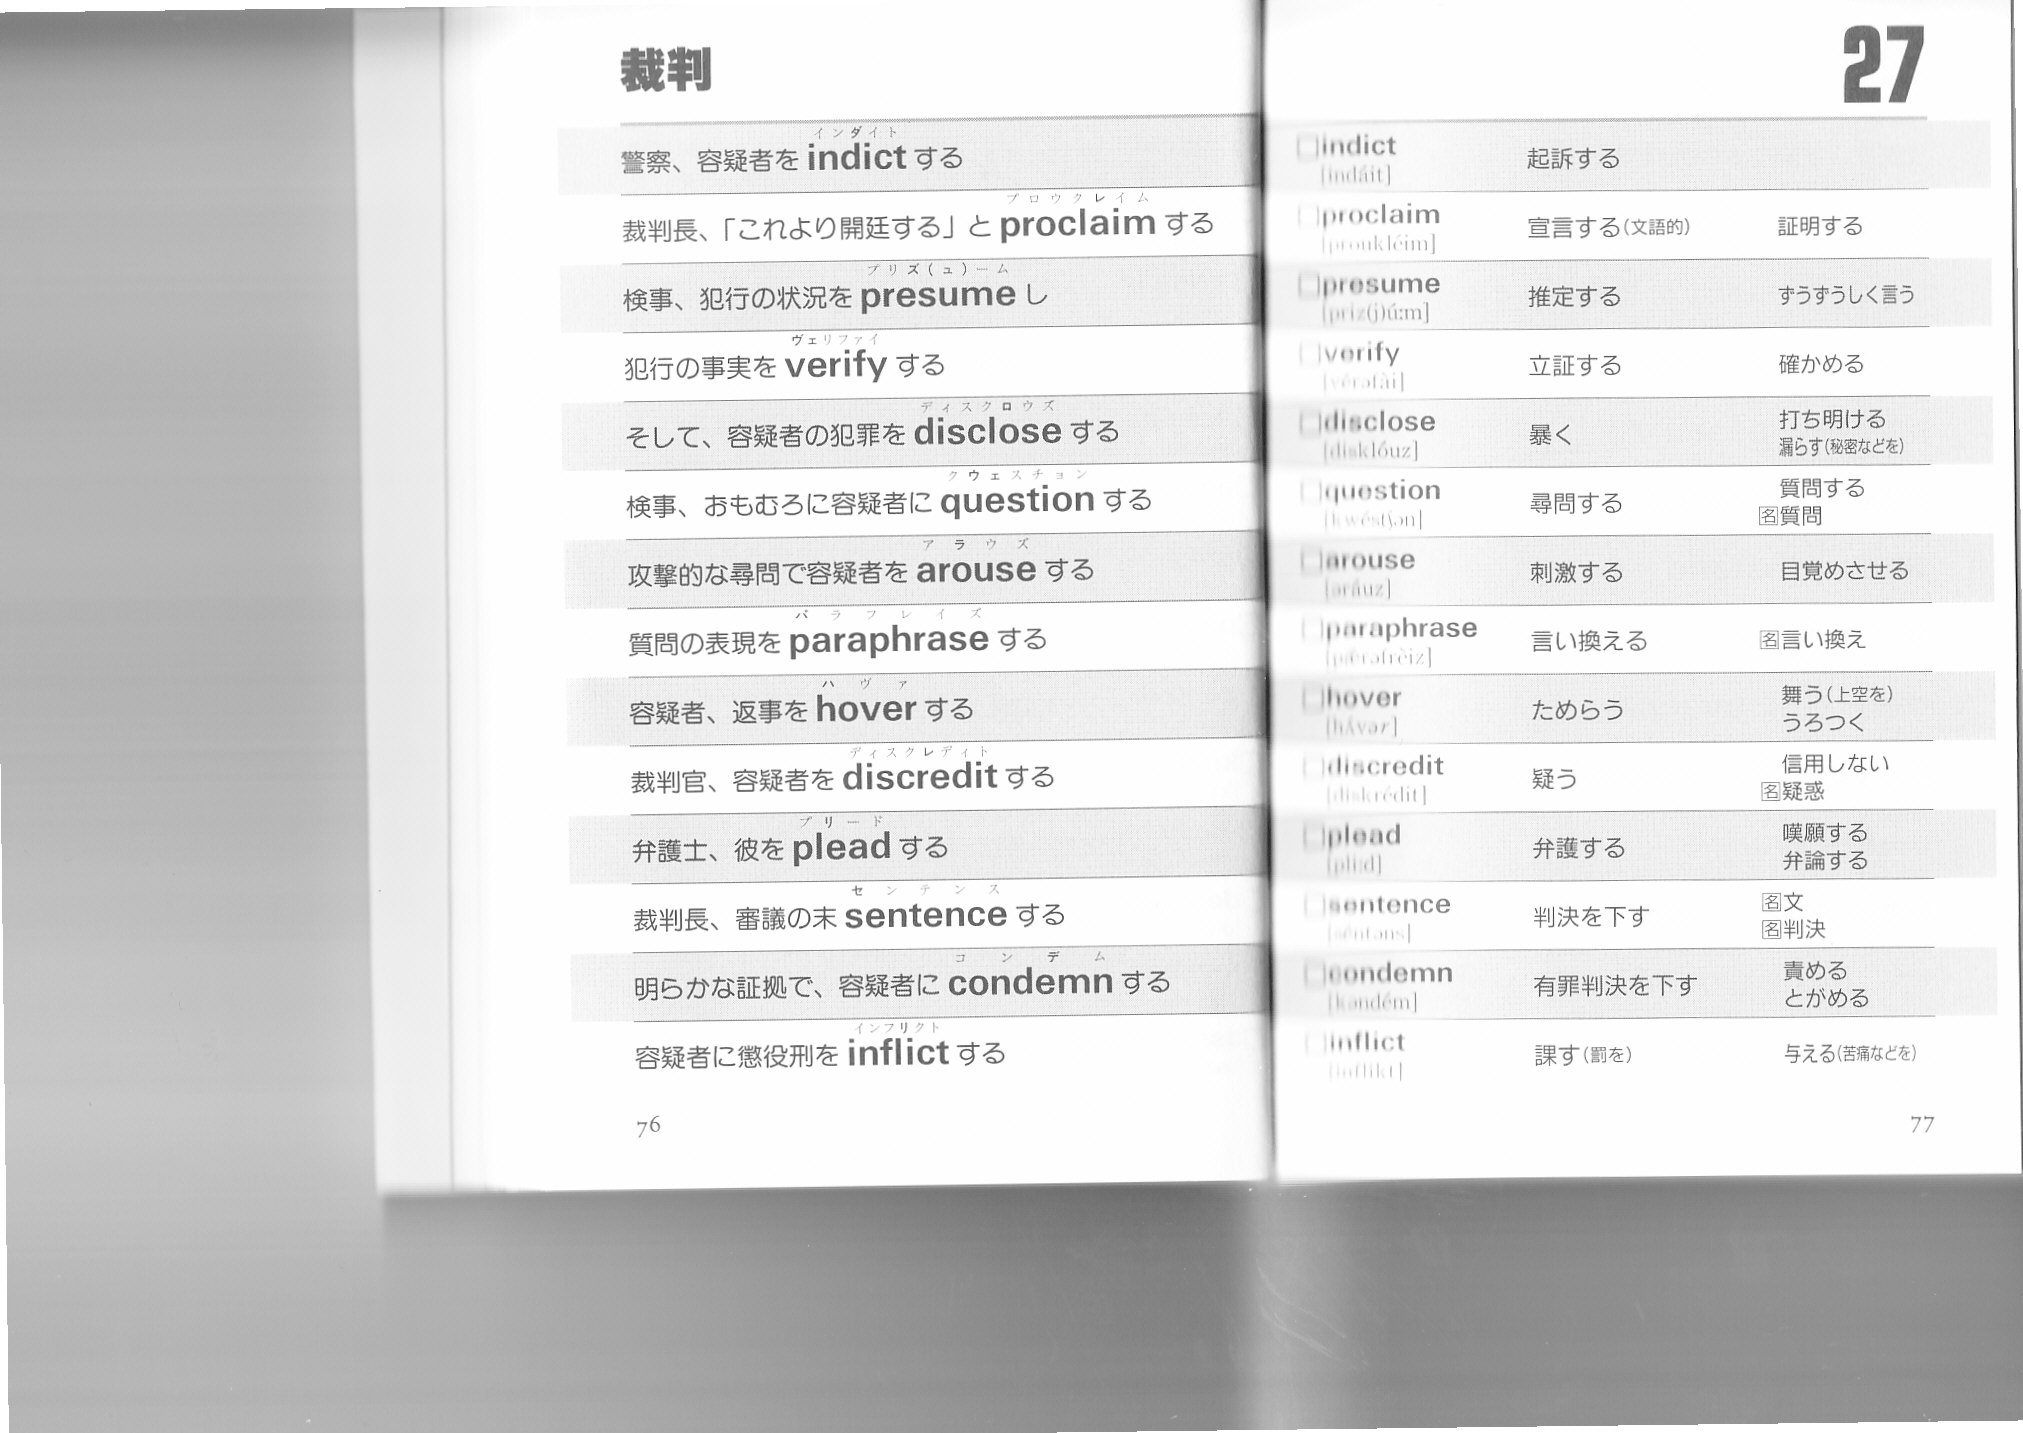 裁判
インダイト
警察、容疑者を indict する
プロウクレイム
裁判長、「これより開廷する」と proclaim する
プリズ(ュ)ーム
検事、犯行の状況を presume し
ヴェリファイ
犯行の事実を verify する
ディスクロウズ
そして、容疑者の犯罪を disclose する
クウェスチョン
検事、おもむろに容疑者に question する
アラウズ
攻撃的な尋問で容疑者を arouse する
パラフレイズ
質問の表現を paraphrase する
ハヴァ
容疑者、返事を hover する
ディスクレディト
裁判官、容疑者を discredit する
プリード
弁護士、彼を plead する
センテンス
裁判長、審議の末 sentence する
コンデム
明らかな証拠で、容疑者に condemn する
インフリクト
容疑者に懲役刑を inflict する
76
27
indict 起訴する
[indáit]
proclaim 宣言する(文語的) 証明する
[proukléim]
presume 推定する ずうずうしく言う
[priz(j)ú:m]
verify 立証する 確かめる
[vérəfài]
disclose 暴く 打ち明ける
[disklóuz] 漏らす(秘密などを)
question 尋問する 質問する
[kwéstʃən] 名質問
arouse 刺激する 目覚めさせる
[əráuz]
paraphrase 言い換える 名言い換え
[pǽrəfrèiz]
hover ためらう 舞う(上空を)
[hʌ́vər] うろつく
discredit 疑う 信用しない
[diskrédit] 名疑惑
plead 弁護する 嘆願する
[pli:d] 弁論する
sentence 判決を下す 名文
[séntəns] 名判決
condemn 有罪判決を下す 責める
[kəndém] とがめる
inflict 課す(罰を) 与える(苦痛などを)
[inflíkt]
77